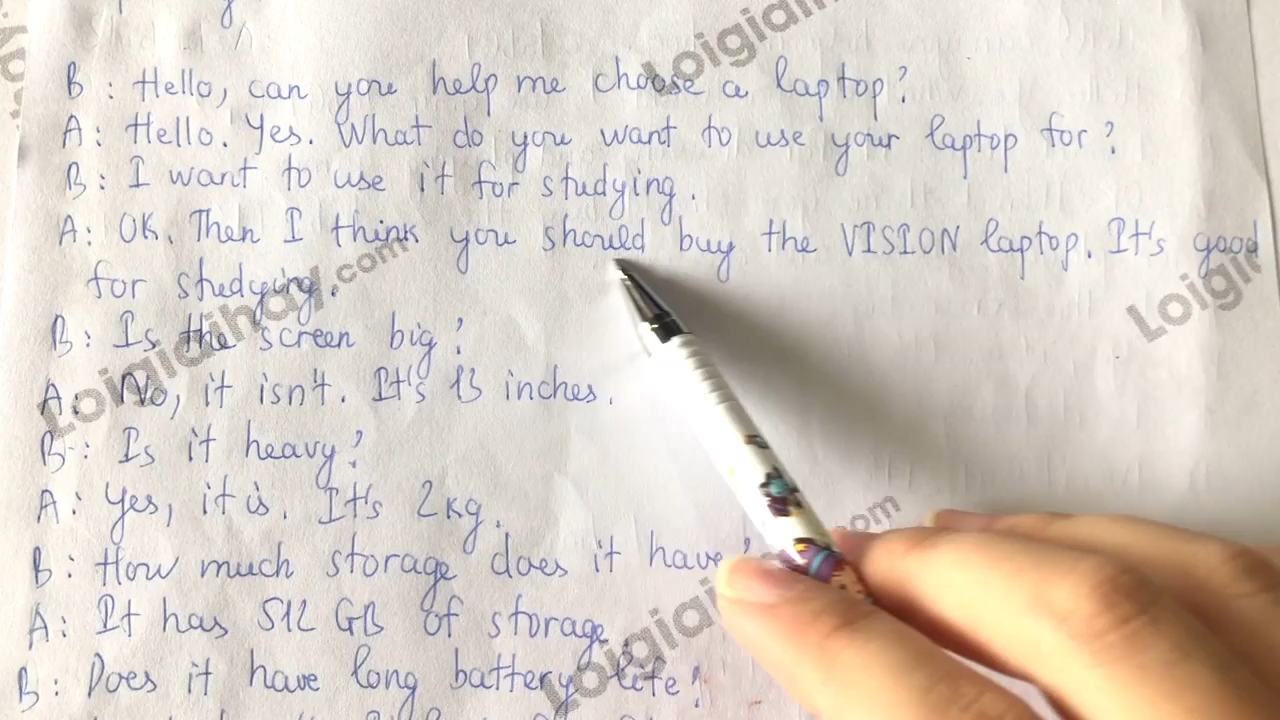 B: Hello, can you help me choose a laptop?
A: Hello. Yes. What do you want to use your laptop for?
B: I want to use it for studying.
A: OK. Then I think you should buy the VISION laptop. It's good
for studying.
B: Is the screen big?
A: No, it isn't. It's 13 inches.
B: Is it heavy?
A: Yes, it is. It's 2kg.
B: How much storage does it have?
A: It has 512 GB of storage.
B: Does it have long battery life?
Loigiaihay.com